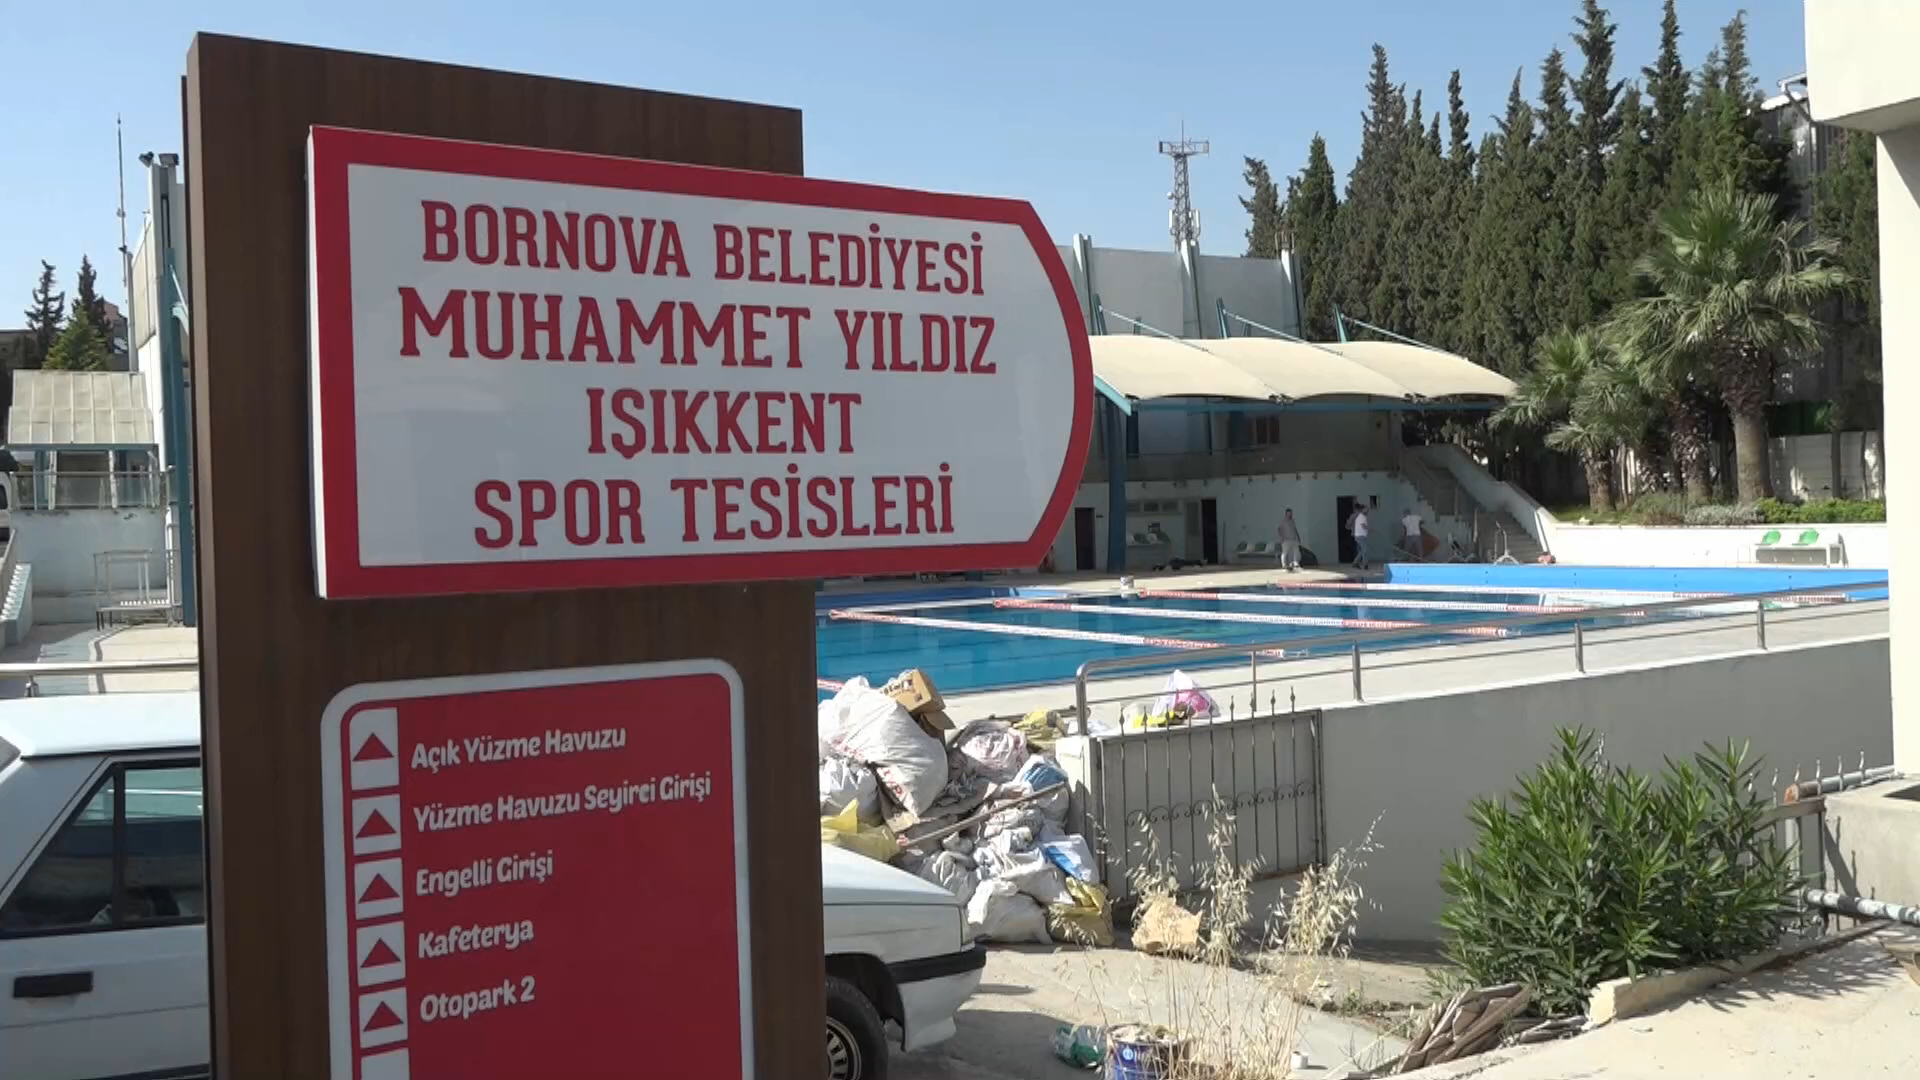 BORNOVA BELEDİYESİ
MUHAMMET YILDIZ
IŞIKKENT
SPOR TESİSLERİ
Açık Yüzme Havuzu
Yüzme Havuzu Seyirci Girişi
Engelli Girişi
Kafeterya
Otopark 2